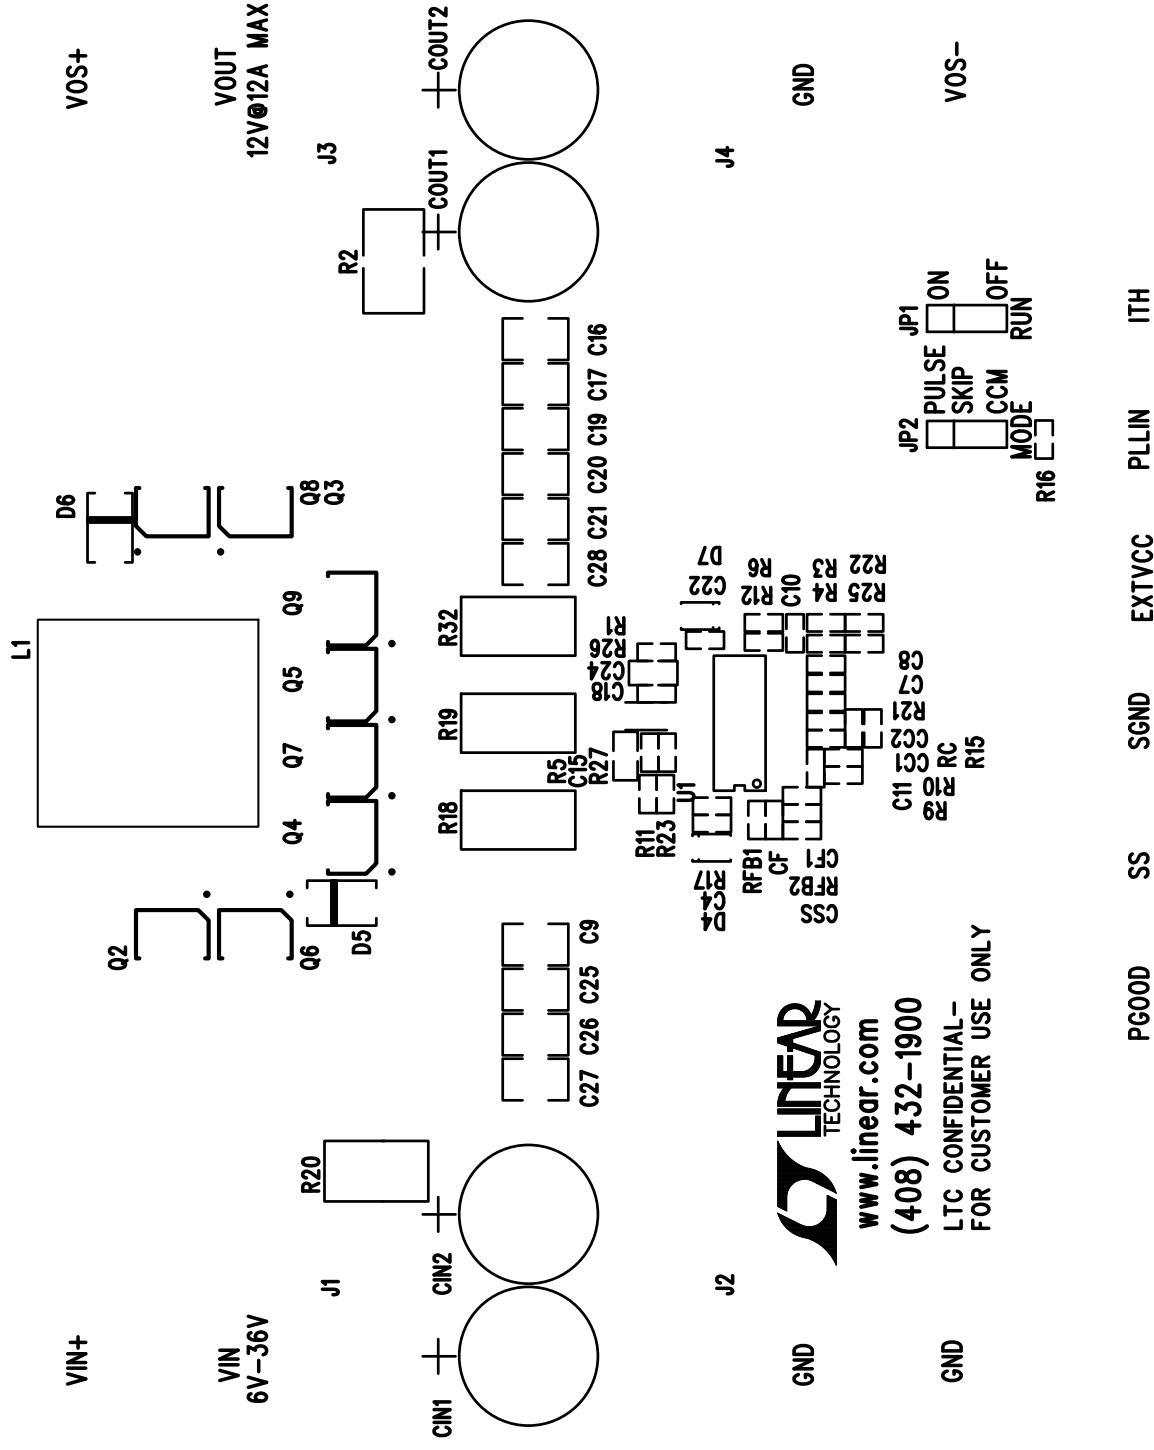 VIN+
VOS+
L1
D6
Q2
VIN
6V-36V
VOUT
12V@12A MAX
Q4
Q7
Q5
Q9
Q6
Q8
Q3
J1
R20
D5
J3
R2
CIN1
CIN2
R18
R19
R32
COUT1
COUT2
C27
C26
C25
C9
C28
C21
C20
C19
C17
C16
R5
C15
R27
C18
C24
R26
R1
R11
R23
U1
D4
C4
R17
C22
D7
J2
J4
RFB1
CF
R12
R6
C10
GND
GND
CSS
RFB2
CF1
R4
R3
R25
R22
LINEAR
TECHNOLOGY
www.linear.com
(408) 432-1900
C11
R9
R10
CC1
CC2
R21
C7
C8
RC
R15
LTC CONFIDENTIAL-
FOR CUSTOMER USE ONLY
GND
VOS-
JP2
PULSE
SKIP
CCM
MODE
R16
JP1
ON
OFF
RUN
PGOOD
SS
SGND
EXTVCC
PLLIN
ITH